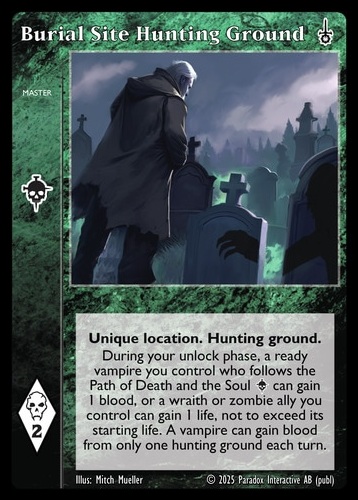 Burial Site Hunting Ground
MASTER
Unique location. Hunting ground.
During your unlock phase, a ready
vampire you control who follows the
Path of Death and the Soul can gain
1 blood, or a wraith or zombie ally you
control can gain 1 life, not to exceed its
starting life. A vampire can gain blood
from only one hunting ground each turn.
2
Illus: Mitch Mueller © 2025 Paradox Interactive AB (publ)